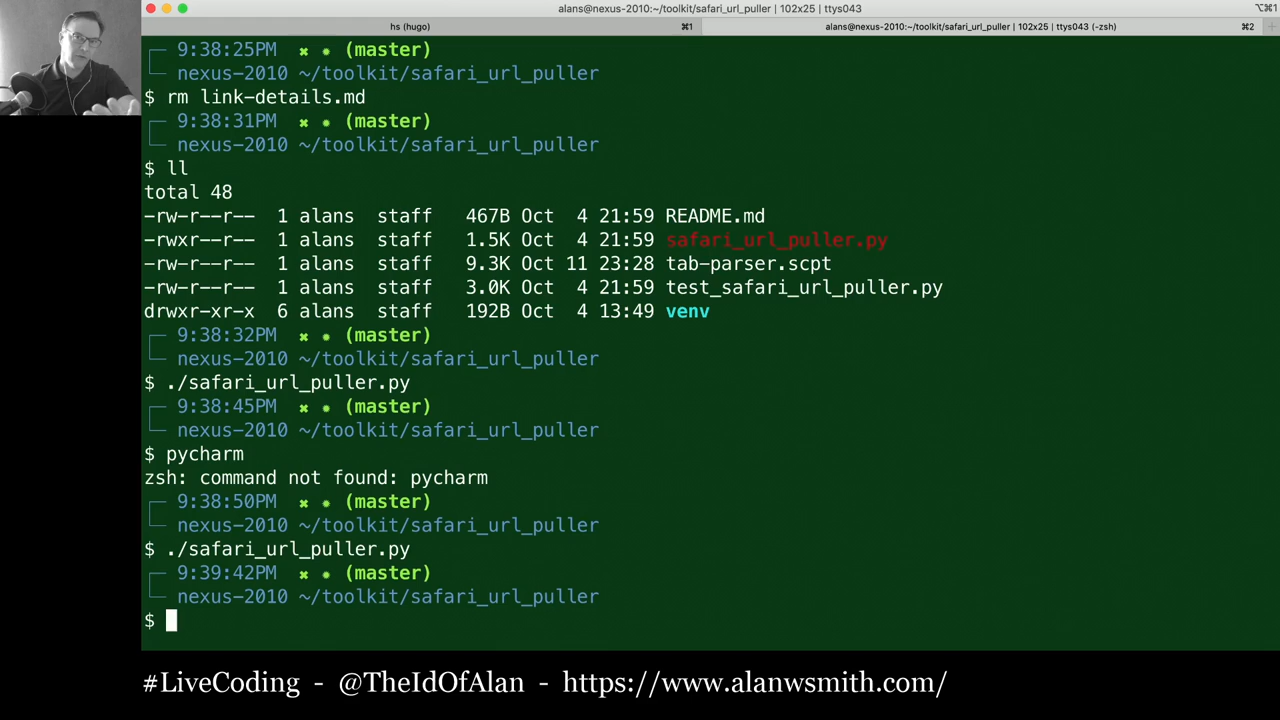 alans@nexus-2010:~/toolkit/safari_url_puller | 102x25 | ttys043
⌥⌘1
hs (hugo) ⌘1 alans@nexus-2010:~/toolkit/safari_url_puller | 102x25 | ttys043 (-zsh) ⌘2 +
9:38:25PM ✖ ✹ (master)
nexus-2010 ~/toolkit/safari_url_puller
$ rm link-details.md
9:38:31PM ✖ ✹ (master)
nexus-2010 ~/toolkit/safari_url_puller
$ ll
total 48
-rw-r--r-- 1 alans staff 467B Oct 4 21:59 README.md
-rwxr--r-- 1 alans staff 1.5K Oct 4 21:59 safari_url_puller.py
-rw-r--r-- 1 alans staff 9.3K Oct 11 23:28 tab-parser.scpt
-rw-r--r-- 1 alans staff 3.0K Oct 4 21:59 test_safari_url_puller.py
drwxr-xr-x 6 alans staff 192B Oct 4 13:49 venv
9:38:32PM ✖ ✹ (master)
nexus-2010 ~/toolkit/safari_url_puller
$ ./safari_url_puller.py
9:38:45PM ✖ ✹ (master)
nexus-2010 ~/toolkit/safari_url_puller
$ pycharm
zsh: command not found: pycharm
9:38:50PM ✖ ✹ (master)
nexus-2010 ~/toolkit/safari_url_puller
$ ./safari_url_puller.py
9:39:42PM ✖ ✹ (master)
nexus-2010 ~/toolkit/safari_url_puller
$
#LiveCoding - @TheIdOfAlan - https://www.alanwsmith.com/